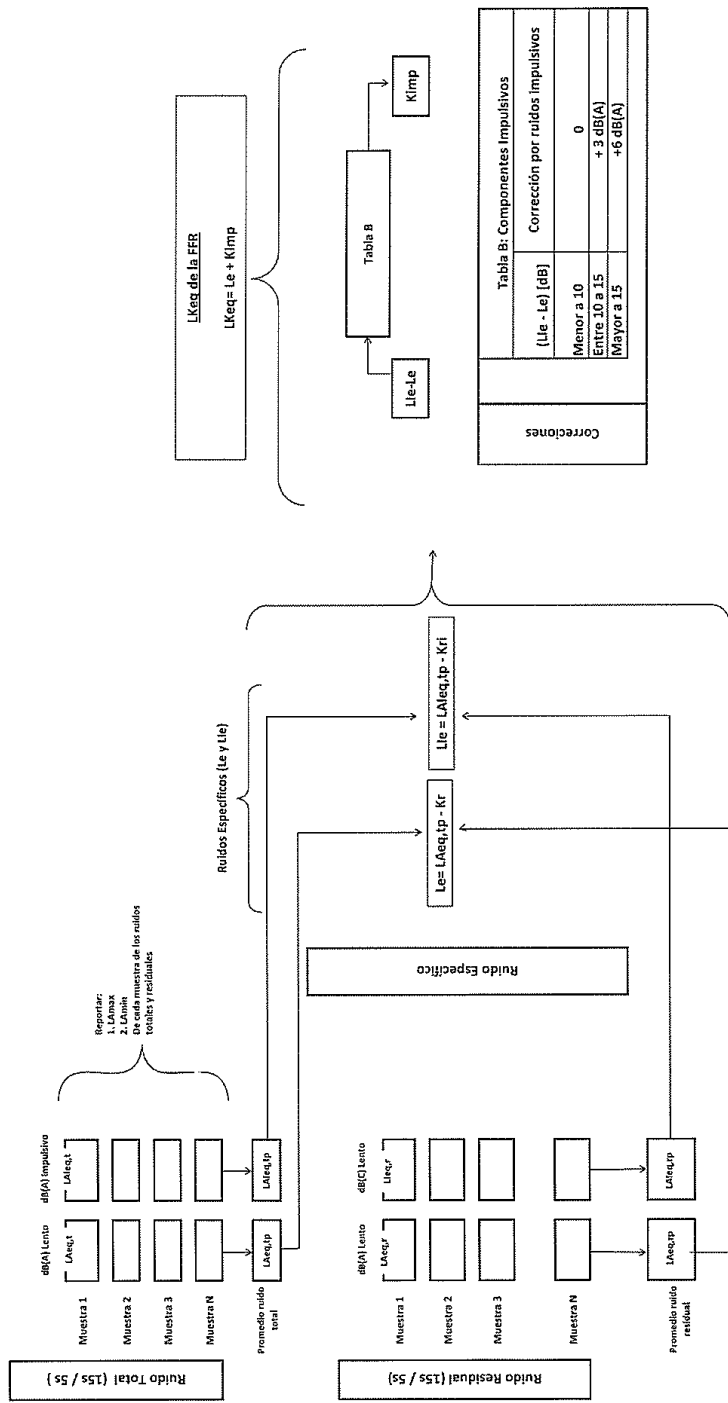 Ruido Total (15s / 5s )
dB(A) Lento
dB(A) Impulsivo
Muestra 1
LAeq,t
LAIeq,t
Muestra 2
Muestra 3
Muestra N
Promedio ruido
total
LAeq,tp
LAIeq,tp
Reportar:
1. LAmax
2. LAmin
De cada muestra de los ruidos
totales y residuales
Ruido Residual (15s / 5s)
dB(A) Lento
dB(C) Lento
Muestra 1
LAeq,r
LIeq,r
Muestra 2
Muestra 3
Muestra N
Promedio ruido
residual
LAeq,rp
LAIeq,rp
Ruido Específico
Ruidos Específicos (Le y LIe)
Le= LAeq,tp - Kr
LIe = LAIeq,tp - Kri
LKeq de la FFR
LKeq= Le + KImp
LIe-Le
Tabla B
KImp
Correciones
Tabla B: Componentes Impulsivos
(LIe - Le) [dB]
Corrección por ruidos impulsivos
Menor a 10
0
Entre 10 a 15
+ 3 dB(A)
Mayor a 15
+6 dB(A)